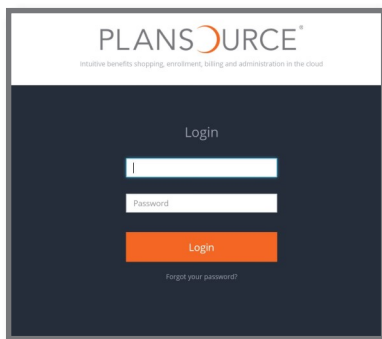 PLANSOURCE®
Intuitive benefits shopping, enrollment, billing and administration in the cloud
Login
Password
Login
Forgot your password?